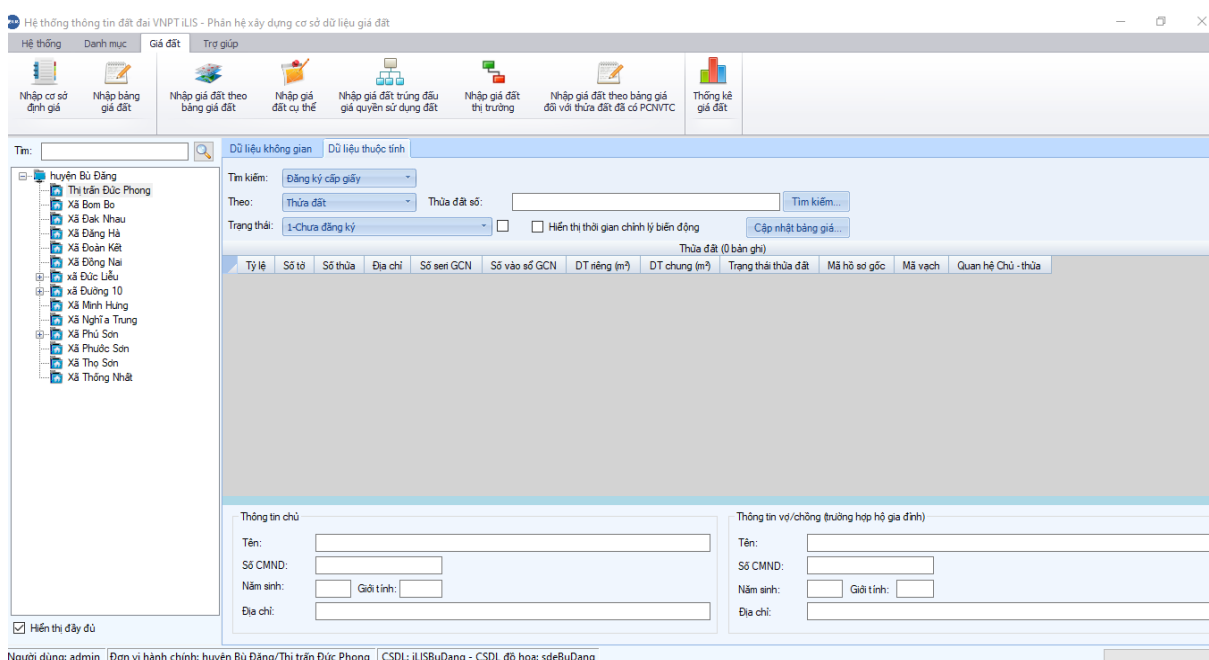 Hệ thống thông tin đất đai VNPT iLIS - Phân hệ xây dựng cơ sở dữ liệu giá đất
Hệ thống Danh mục Giá đất Trợ giúp
Nhập cơ sở định giá
Nhập bảng giá đất
Nhập giá đất theo bảng giá đất
Nhập giá đất cụ thể
Nhập giá đất trúng đấu giá quyền sử dụng đất
Nhập giá đất thị trường
Nhập giá đất theo bảng giá đối với thửa đất đã có PCNVTC
Thống kê giá đất
Tìm:
huyện Bù Đăng
Thị trấn Đức Phong
Xã Bom Bo
Xã Đak Nhau
Xã Đăng Hà
Xã Đoàn Kết
Xã Đồng Nai
xã Đức Liễu
xã Đường 10
Xã Minh Hưng
Xã Nghĩa Trung
Xã Phú Sơn
Xã Phước Sơn
Xã Thọ Sơn
Xã Thống Nhất
Hiển thị đầy đủ
Dữ liệu không gian Dữ liệu thuộc tính
Tìm kiếm: Đăng ký cấp giấy
Theo: Thửa đất Thửa đất số: Tìm kiếm...
Trạng thái: 1-Chưa đăng ký Hiển thị thời gian chỉnh lý biến động Cập nhật bảng giá...
Thửa đất (0 bản ghi)
Tỷ lệ Số tờ Số thửa Địa chỉ Số seri GCN Số vào sổ GCN DT riêng (m²) DT chung (m²) Trạng thái thửa đất Mã hồ sơ gốc Mã vạch Quan hệ Chủ - thửa
Thông tin chủ
Tên:
Số CMND:
Năm sinh: Giới tính:
Địa chỉ:
Thông tin vợ/chồng (trường hợp hộ gia đình)
Tên:
Số CMND:
Năm sinh: Giới tính:
Địa chỉ:
Người dùng: admin Đơn vị hành chính: huyện Bù Đăng/Thị trấn Đức Phong CSDL: iLISBuDang - CSDL đồ họa: sdeBuDang